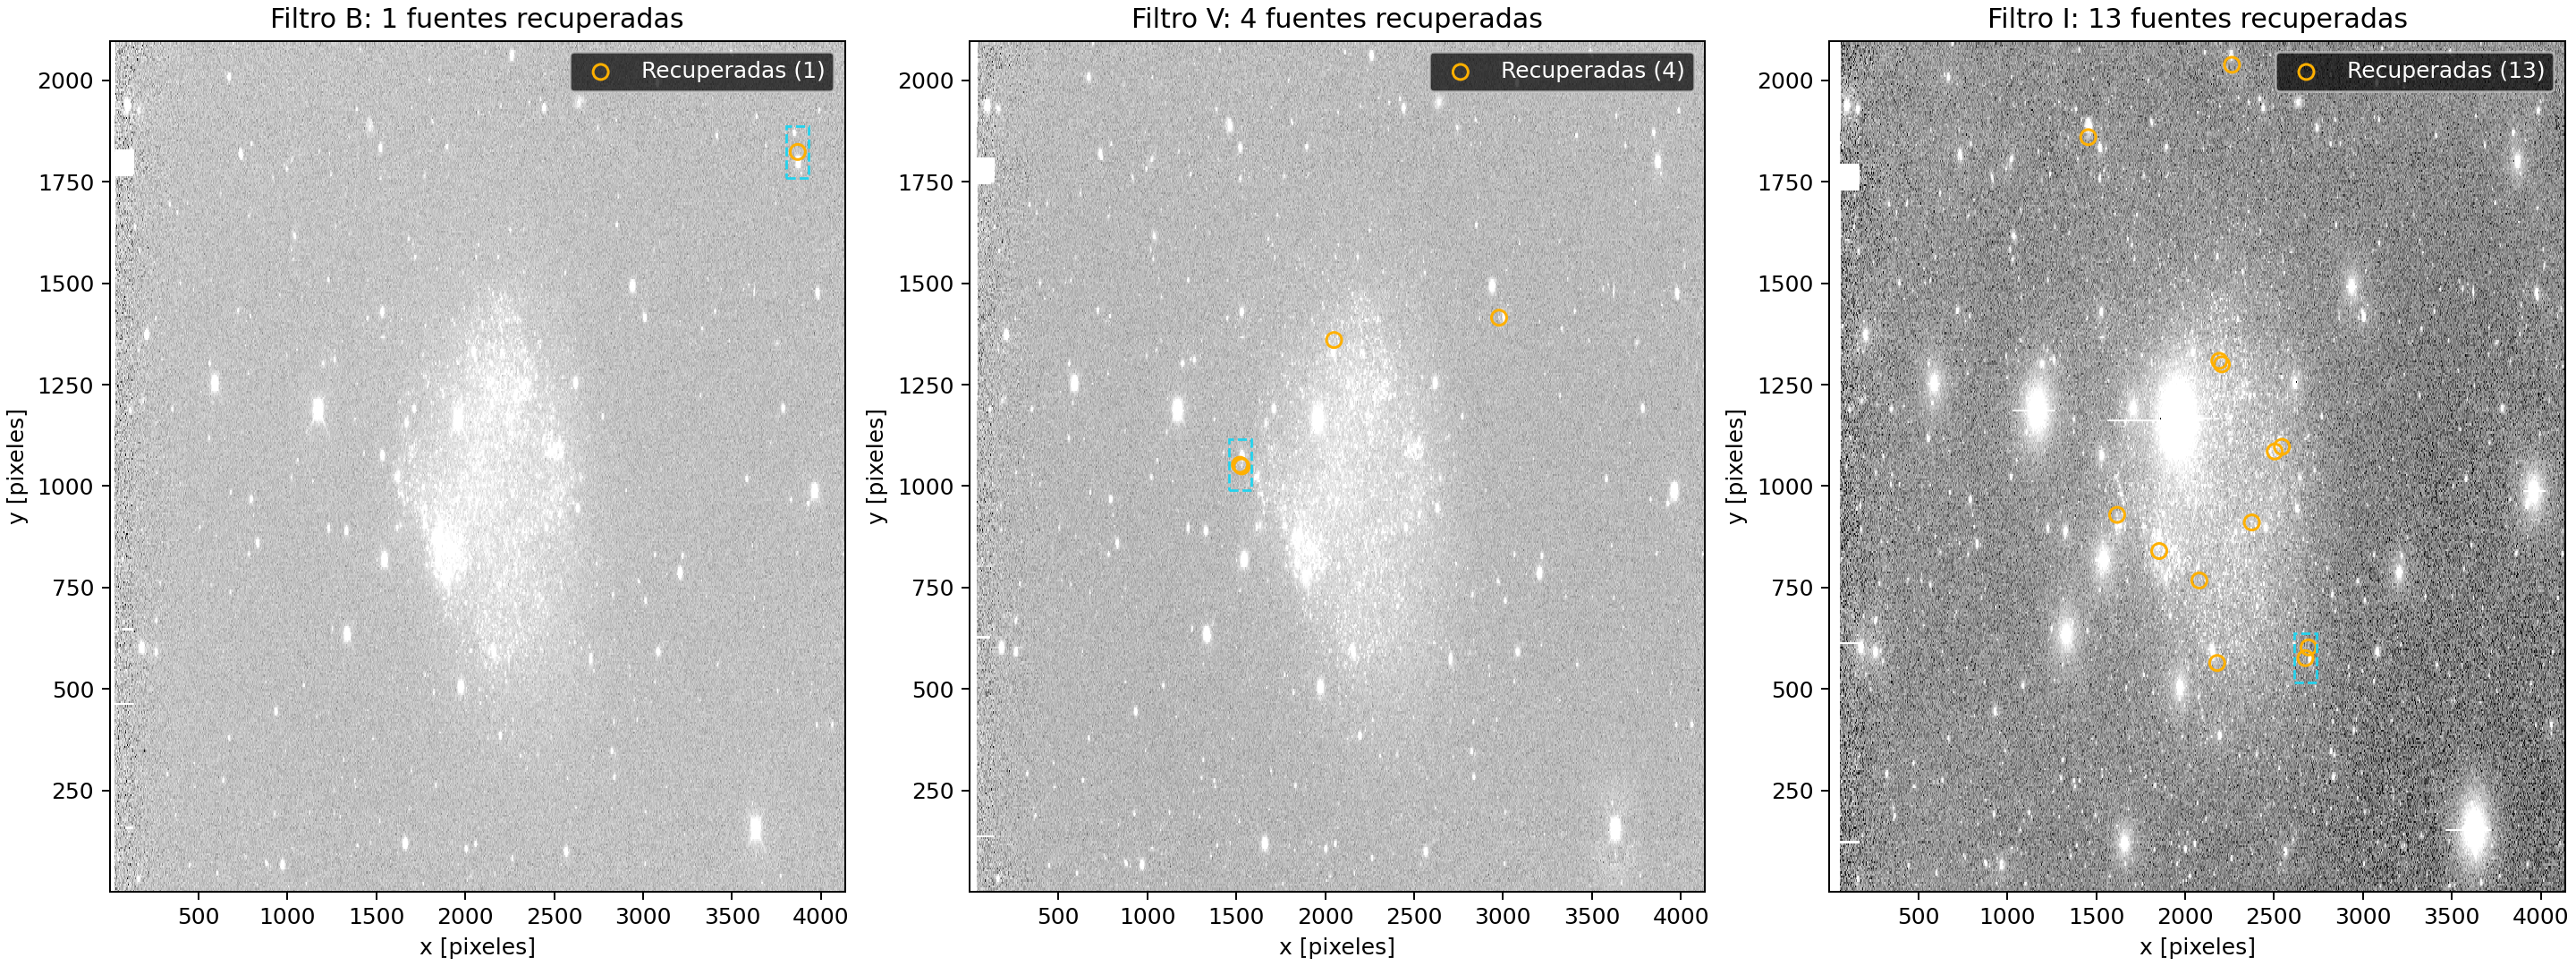 Filtro B: 1 fuentes recuperadas
Recuperadas (1)
y [pixeles]
2000
1750
1500
1250
1000
750
500
250
500 1000 1500 2000 2500 3000 3500 4000
x [pixeles]
Filtro V: 4 fuentes recuperadas
Recuperadas (4)
y [pixeles]
2000
1750
1500
1250
1000
750
500
250
500 1000 1500 2000 2500 3000 3500 4000
x [pixeles]
Filtro I: 13 fuentes recuperadas
Recuperadas (13)
y [pixeles]
2000
1750
1500
1250
1000
750
500
250
500 1000 1500 2000 2500 3000 3500 4000
x [pixeles]